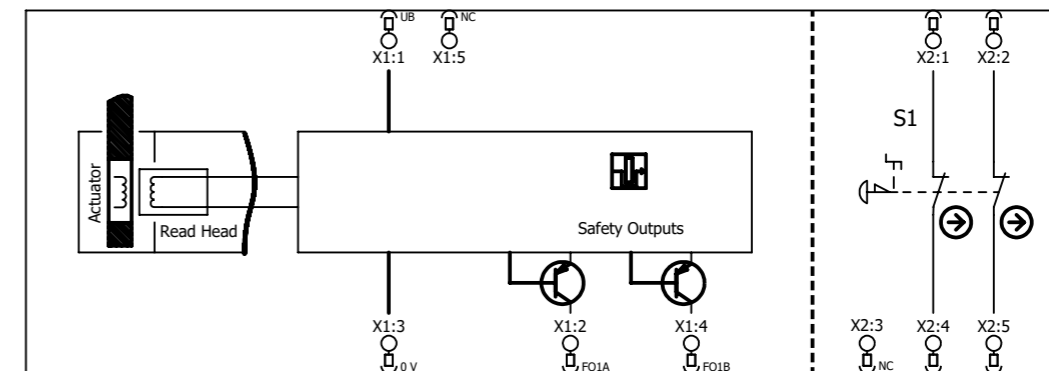 UB NC
X1:1 X1:5 X2:1 X2:2
S1
Actuator
Read Head
Safety Outputs
X1:3 X1:2 X1:4 X2:3 X2:4 X2:5
0 V FO1A FO1B NC